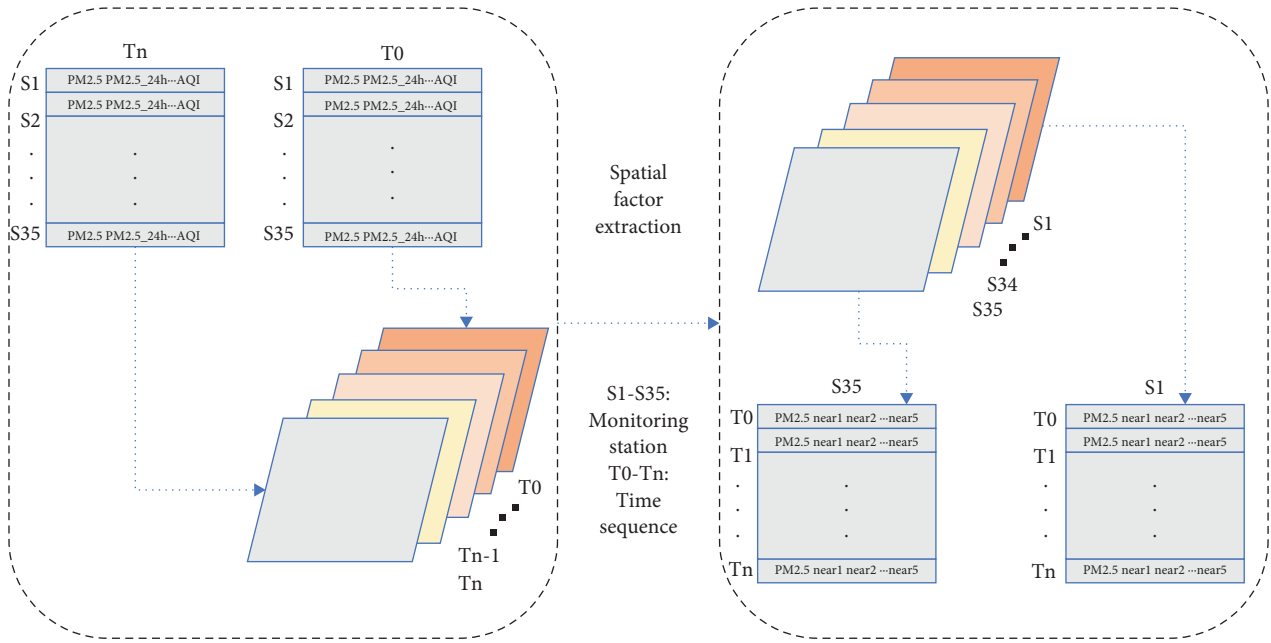 Tn
S1
PM2.5 PM2.5_24h···AQI
PM2.5 PM2.5_24h···AQI
S2
S35
PM2.5 PM2.5_24h···AQI
T0
S1
PM2.5 PM2.5_24h···AQI
PM2.5 PM2.5_24h···AQI
S2
S35
PM2.5 PM2.5_24h···AQI
T0
Tn-1
Tn
Spatial
factor
extraction
S1-S35:
Monitoring
station
T0-Tn:
Time
sequence
S1
S34
S35
S35
T0
PM2.5 near1 near2 ···near5
PM2.5 near1 near2 ···near5
T1
Tn
PM2.5 near1 near2 ···near5
S1
T0
PM2.5 near1 near2 ···near5
PM2.5 near1 near2 ···near5
T1
Tn
PM2.5 near1 near2 ···near5